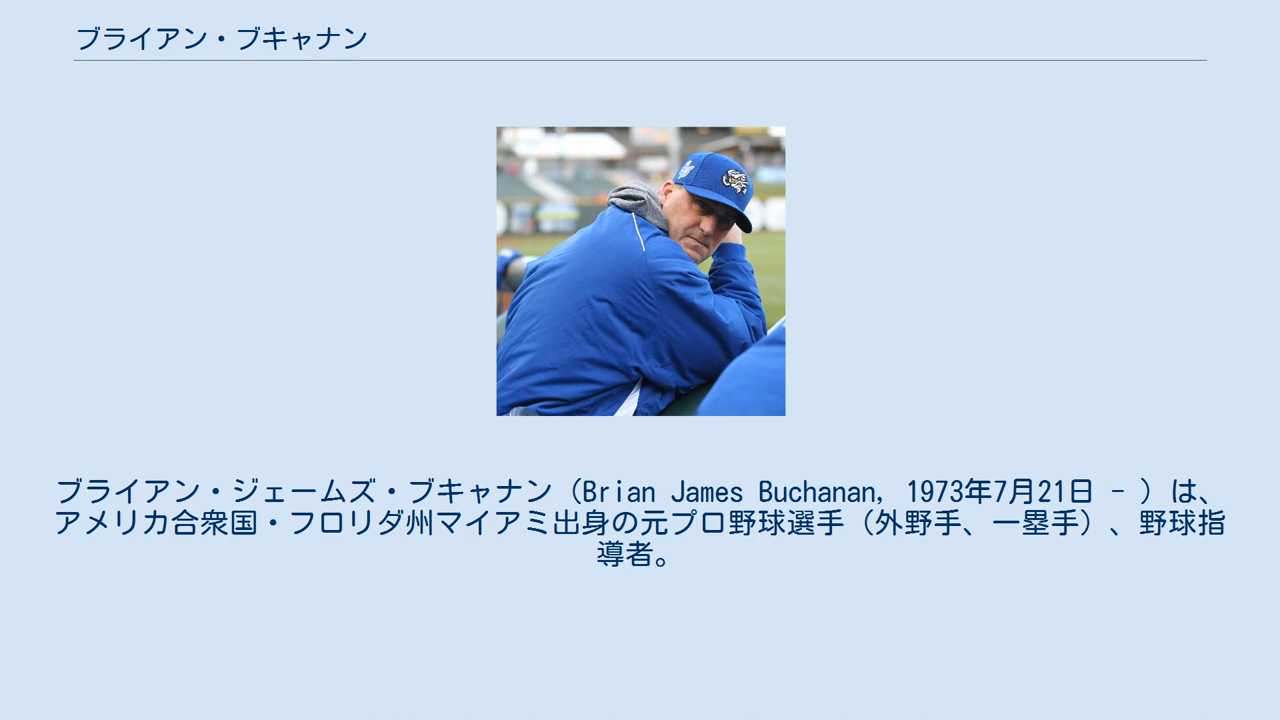 ブライアン・ブキャナン
ブライアン・ジェームズ・ブキャナン（Brian James Buchanan, 1973年7月21日 - ）は、
アメリカ合衆国・フロリダ州マイアミ出身の元プロ野球選手（外野手、一塁手）、野球指
導者。